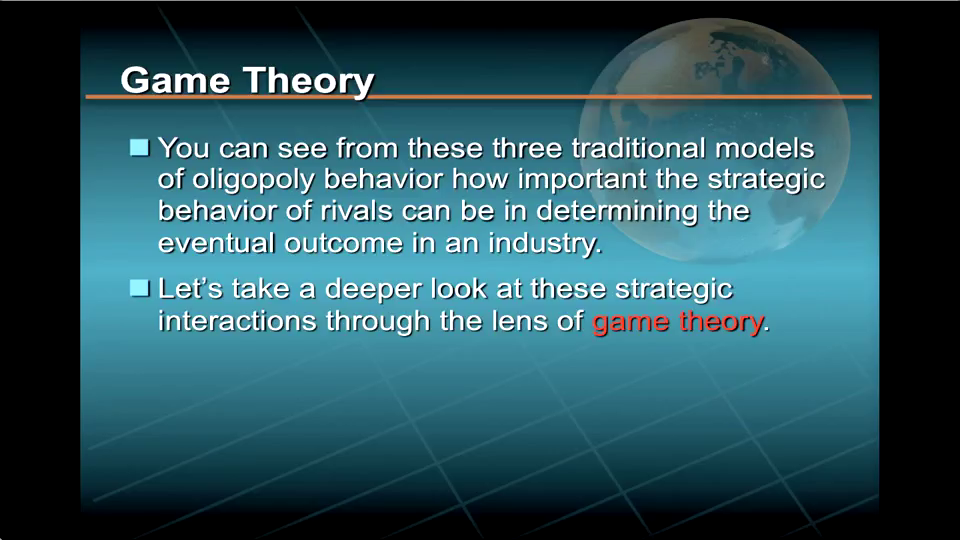 Game Theory
You can see from these three traditional models
of oligopoly behavior how important the strategic
behavior of rivals can be in determining the
eventual outcome in an industry.
Let’s take a deeper look at these strategic
interactions through the lens of game theory.